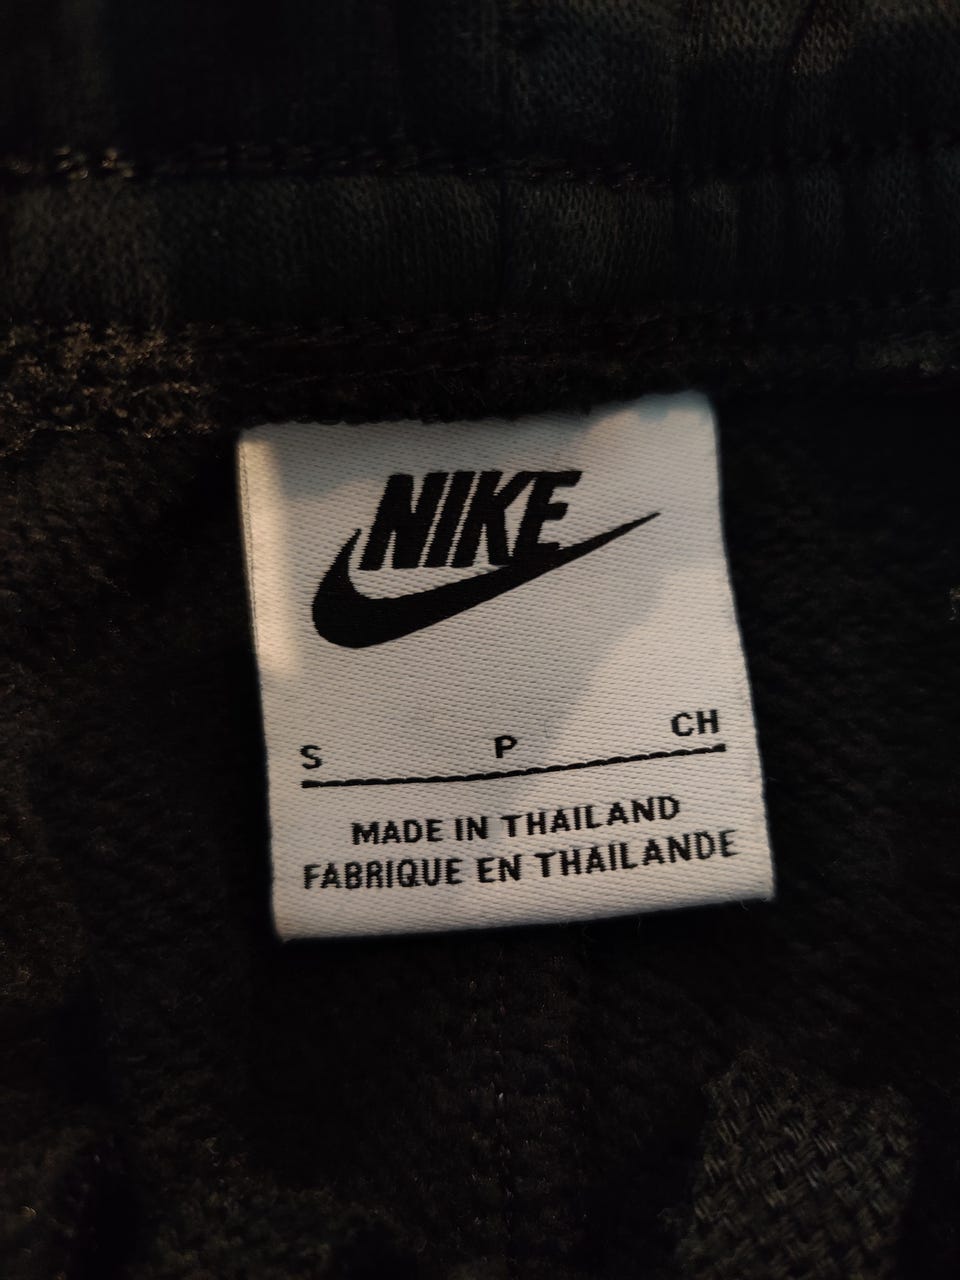 NIKE
S P CH
MADE IN THAILAND
FABRIQUE EN THAILANDE